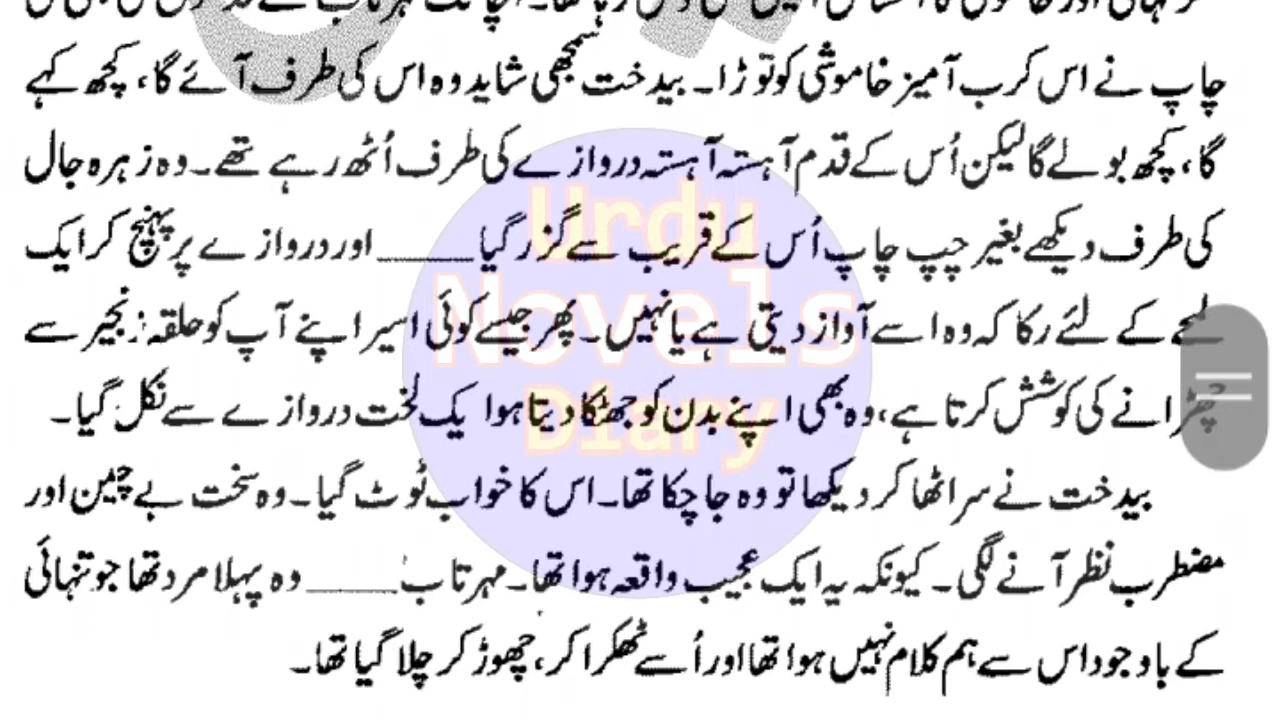 چاپ نے اس کرب آمیز خاموشی کو توڑا۔ بیدخت سمجھی شاید وہ اس کی طرف آئے گا، کچھ کہے
گا، کچھ بولے گا لیکن اُس کے قدم آہستہ آہستہ دروازے کی طرف اُٹھ رہے تھے۔ وہ زہرہ جال
کی طرف دیکھے بغیر چپ چاپ اُس کے قریب سے گزر گیا ____ اور دروازے پر پہنچ کر ایک
لمحے کے لئے رکا کہ وہ اسے آواز دیتی ہے یا نہیں۔ پھر جیسے کوئی اسیر اپنے آپ کو حلقہ زنجیر سے
چھڑانے کی کوشش کرتا ہے، وہ بھی اپنے بدن کو جھٹکا دیتا ہوا یک لخت دروازے سے نکل گیا۔
بیدخت نے سر اٹھا کر دیکھا تو وہ جا چکا تھا۔ اس کا خواب ٹوٹ گیا۔ وہ سخت بے چین اور
مضطرب نظر آنے لگی۔ کیونکہ یہ ایک عجیب واقعہ ہوا تھا۔ مہرتاب ____ وہ پہلا مرد تھا جو تنہائی
کے باوجود اس سے ہم کلام نہیں ہوا تھا اور اُسے ٹھکرا کر، چھوڑ کر چلا گیا تھا۔
Urdu
Novels
Diary